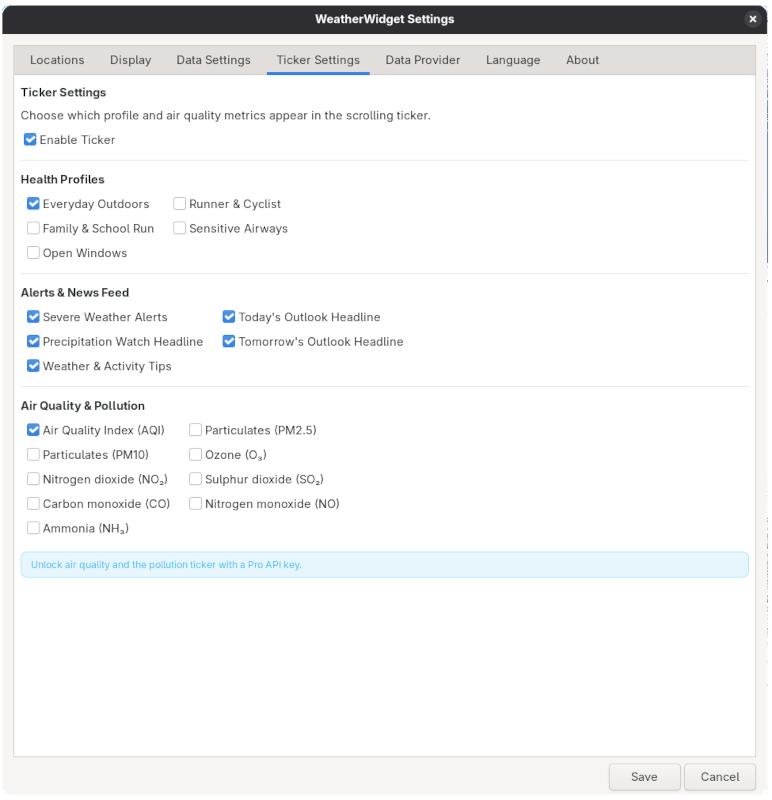 WeatherWidget Settings
Locations Display Data Settings Ticker Settings Data Provider Language About
Ticker Settings
Choose which profile and air quality metrics appear in the scrolling ticker.
Enable Ticker
Health Profiles
Everyday Outdoors Runner & Cyclist
Family & School Run Sensitive Airways
Open Windows
Alerts & News Feed
Severe Weather Alerts Today's Outlook Headline
Precipitation Watch Headline Tomorrow's Outlook Headline
Weather & Activity Tips
Air Quality & Pollution
Air Quality Index (AQI) Particulates (PM2.5)
Particulates (PM10) Ozone (O₃)
Nitrogen dioxide (NO₂) Sulphur dioxide (SO₂)
Carbon monoxide (CO) Nitrogen monoxide (NO)
Ammonia (NH₃)
Unlock air quality and the pollution ticker with a Pro API key.
Save Cancel